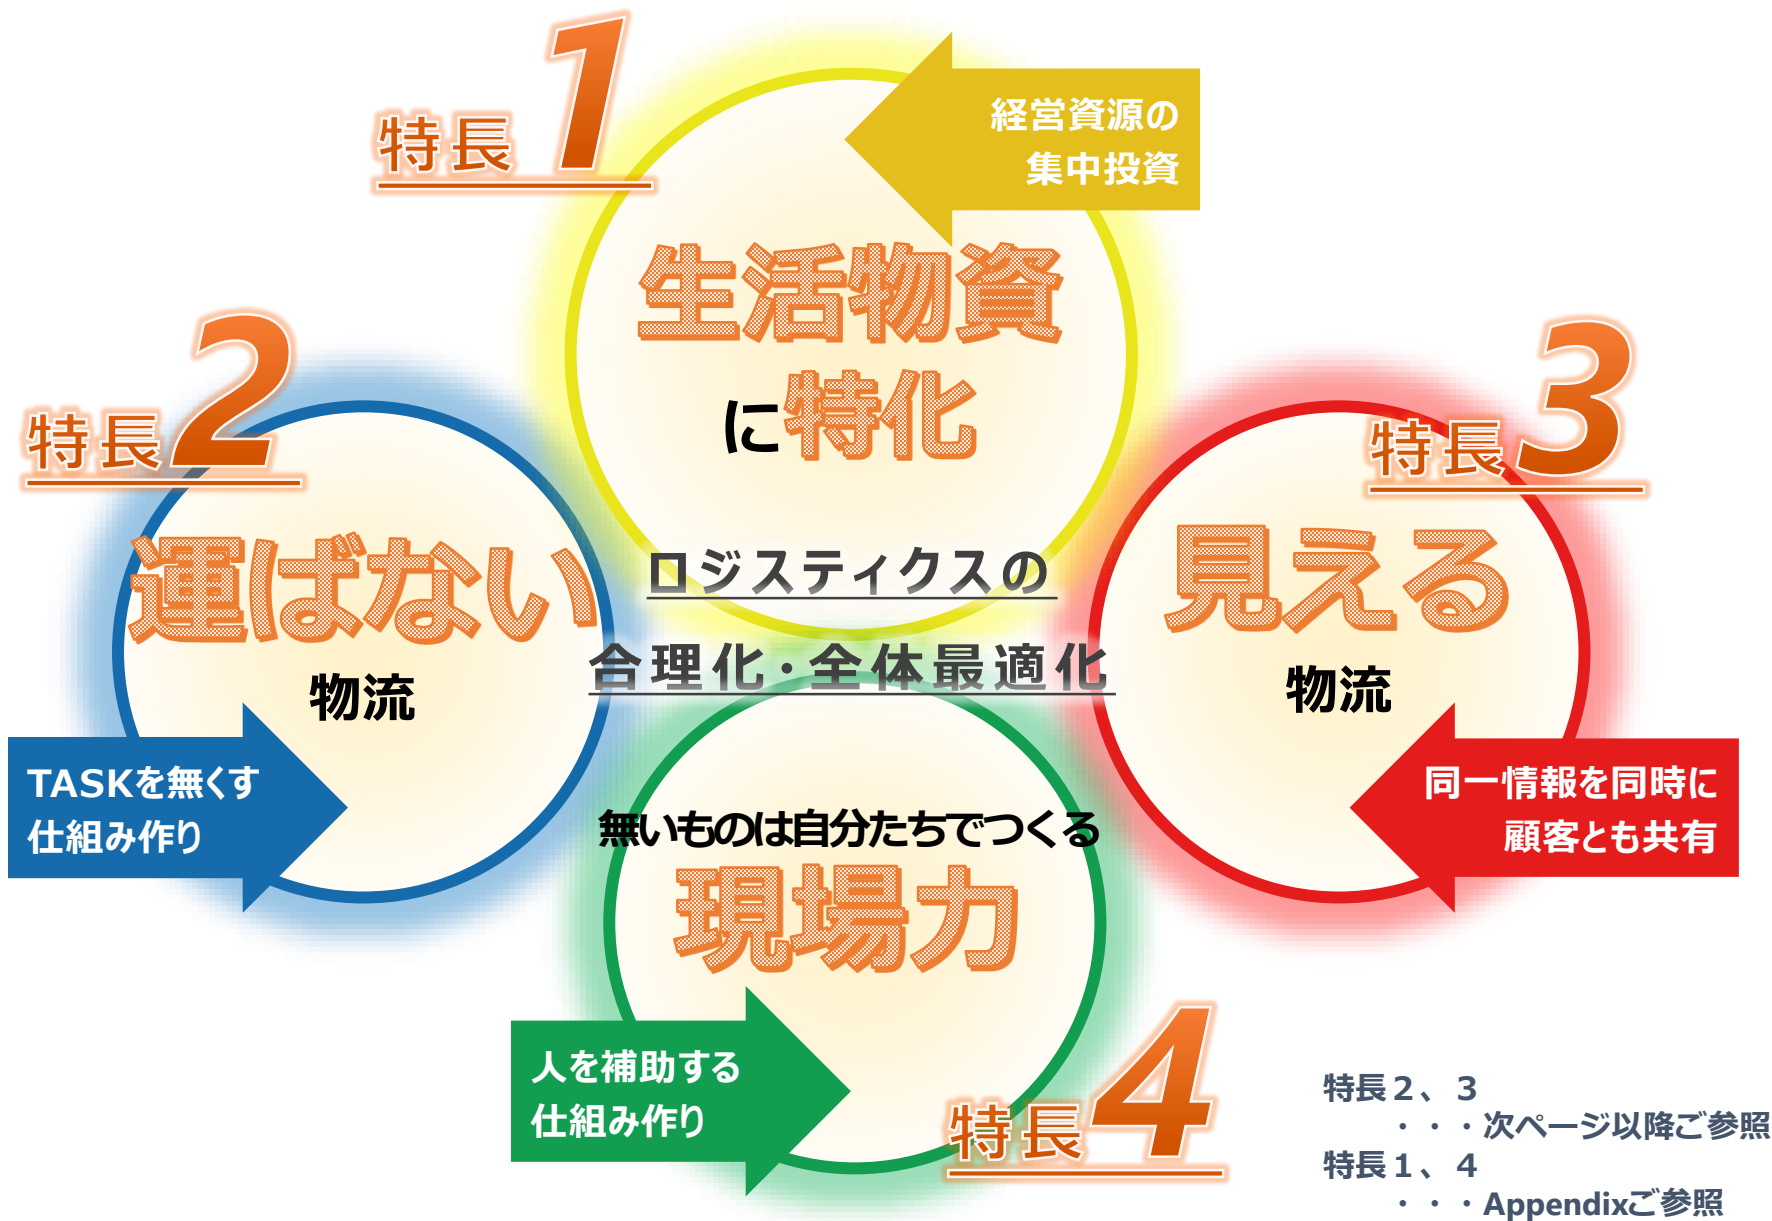 特長1
経営資源の
集中投資
生活物資
に特化
特長2
運ばない
物流
TASKを無くす
仕組み作り
ロジスティクスの
合理化・全体最適化
特長3
見える
物流
同一情報を同時に
顧客とも共有
無いものは自分たちでつくる
現場力
人を補助する
仕組み作り
特長4
特長２、３
・・・次ページ以降ご参照
特長１、４
・・・Appendixご参照